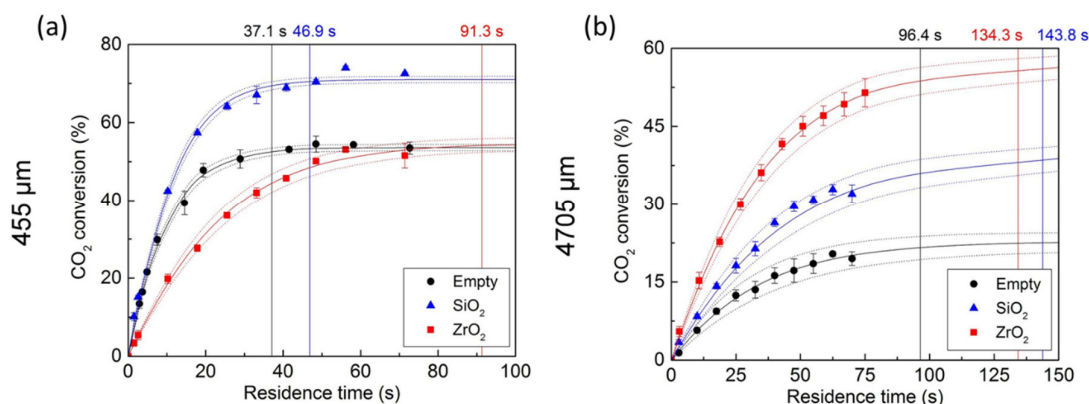 (a)
37.1 s
46.9 s
91.3 s
455 µm
CO₂ conversion (%)
80
60
40
20
0
Empty
SiO₂
ZrO₂
0 20 40 60 80 100
Residence time (s)
(b)
96.4 s
134.3 s
143.8 s
4705 µm
CO₂ conversion (%)
60
45
30
15
0
Empty
SiO₂
ZrO₂
0 25 50 75 100 125 150
Residence time (s)